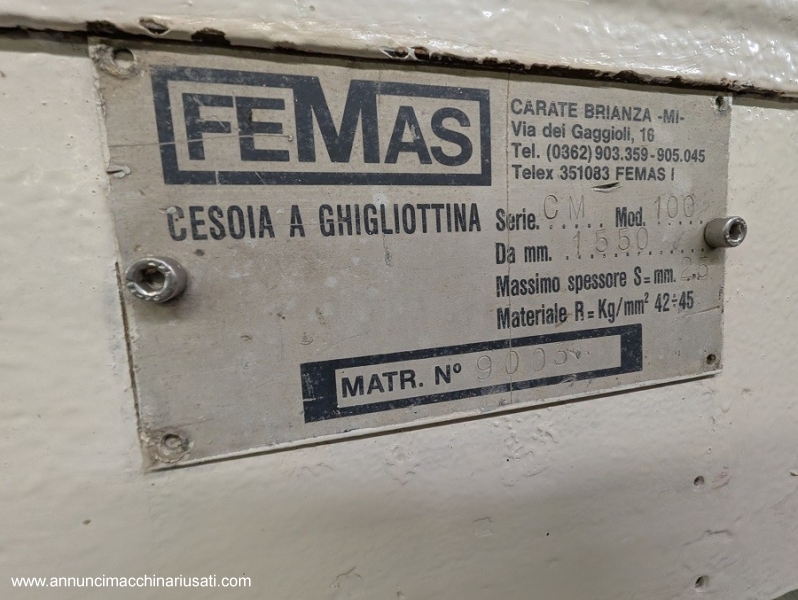 FEMAS
CARATE BRIANZA -MI-
Via dei Gaggioli, 16
Tel. (0362) 903.359-905.045
Telex 351083 FEMAS I
CESOIA A GHIGLIOTTINA
Serie. CM Mod. 100
Da mm. 1550
Massimo spessore S = mm. 2.5
Materiale R = Kg/mm² 42÷45
MATR. Nº
www.annuncimacchinariusati.com